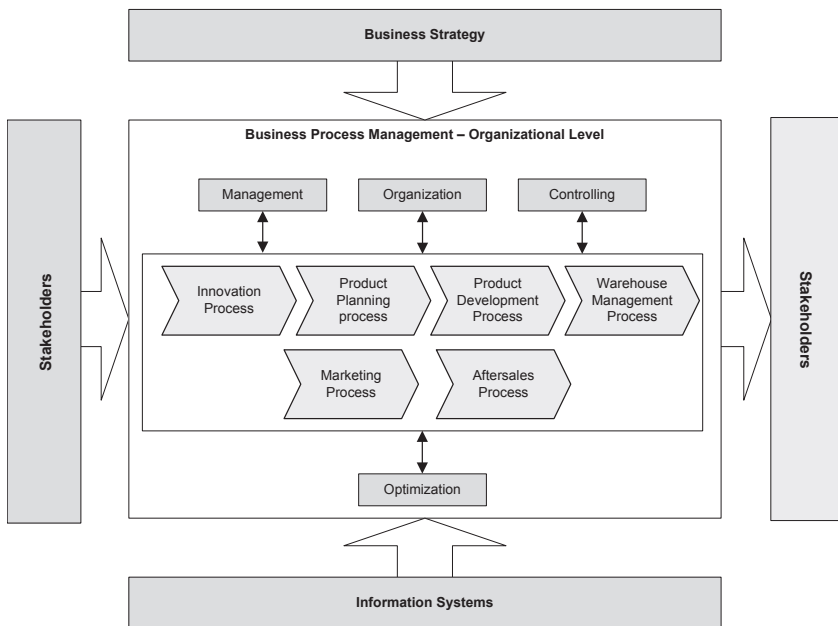 Business Strategy
Business Process Management – Organizational Level
Management
Organization
Controlling
Stakeholders
Innovation
Process
Product
Planning
process
Product
Development
Process
Warehouse
Management
Process
Stakeholders
Marketing
Process
Aftersales
Process
Optimization
Information Systems